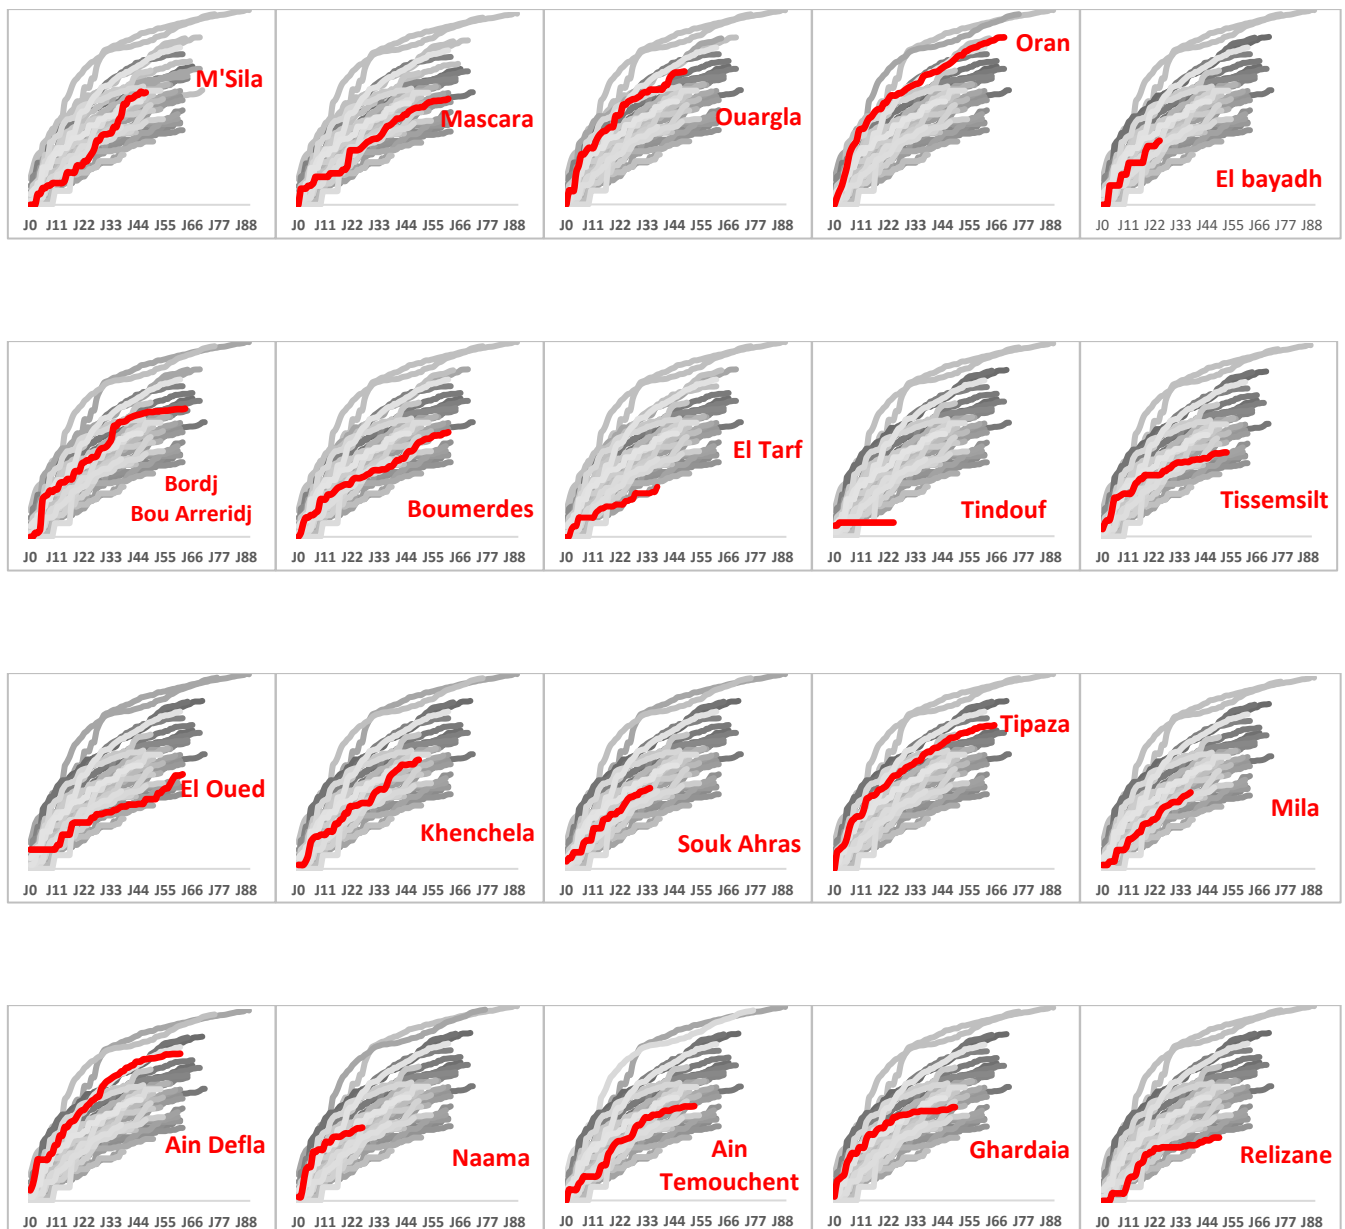 M'Sila
J0 J11 J22 J33 J44 J55 J66 J77 J88
Mascara
J0 J11 J22 J33 J44 J55 J66 J77 J88
Ouargla
J0 J11 J22 J33 J44 J55 J66 J77 J88
Oran
J0 J11 J22 J33 J44 J55 J66 J77 J88
El bayadh
J0 J11 J22 J33 J44 J55 J66 J77 J88
Bordj
Bou Arreridj
J0 J11 J22 J33 J44 J55 J66 J77 J88
Boumerdes
J0 J11 J22 J33 J44 J55 J66 J77 J88
El Tarf
J0 J11 J22 J33 J44 J55 J66 J77 J88
Tindouf
J0 J11 J22 J33 J44 J55 J66 J77 J88
Tissemsilt
J0 J11 J22 J33 J44 J55 J66 J77 J88
El Oued
J0 J11 J22 J33 J44 J55 J66 J77 J88
Khenchela
J0 J11 J22 J33 J44 J55 J66 J77 J88
Souk Ahras
J0 J11 J22 J33 J44 J55 J66 J77 J88
Tipaza
J0 J11 J22 J33 J44 J55 J66 J77 J88
Mila
J0 J11 J22 J33 J44 J55 J66 J77 J88
Ain Defla
J0 J11 J22 J33 J44 J55 J66 J77 J88
Naama
J0 J11 J22 J33 J44 J55 J66 J77 J88
Ain
Temouchent
J0 J11 J22 J33 J44 J55 J66 J77 J88
Ghardaia
J0 J11 J22 J33 J44 J55 J66 J77 J88
Relizane
J0 J11 J22 J33 J44 J55 J66 J77 J88